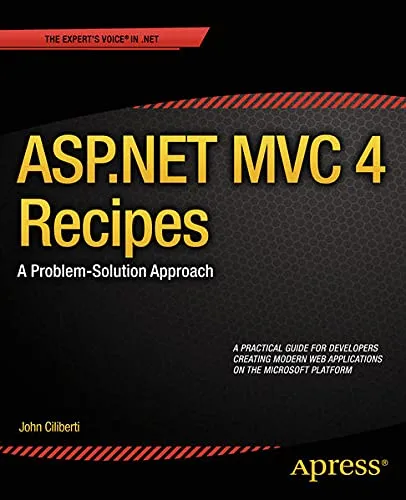 THE EXPERT'S VOICE® IN .NET
ASP.NET MVC 4
Recipes
A Problem-Solution Approach
A PRACTICAL GUIDE FOR DEVELOPERS
CREATING MODERN WEB APPLICATIONS
ON THE MICROSOFT PLATFORM
John Ciliberti
Apress®